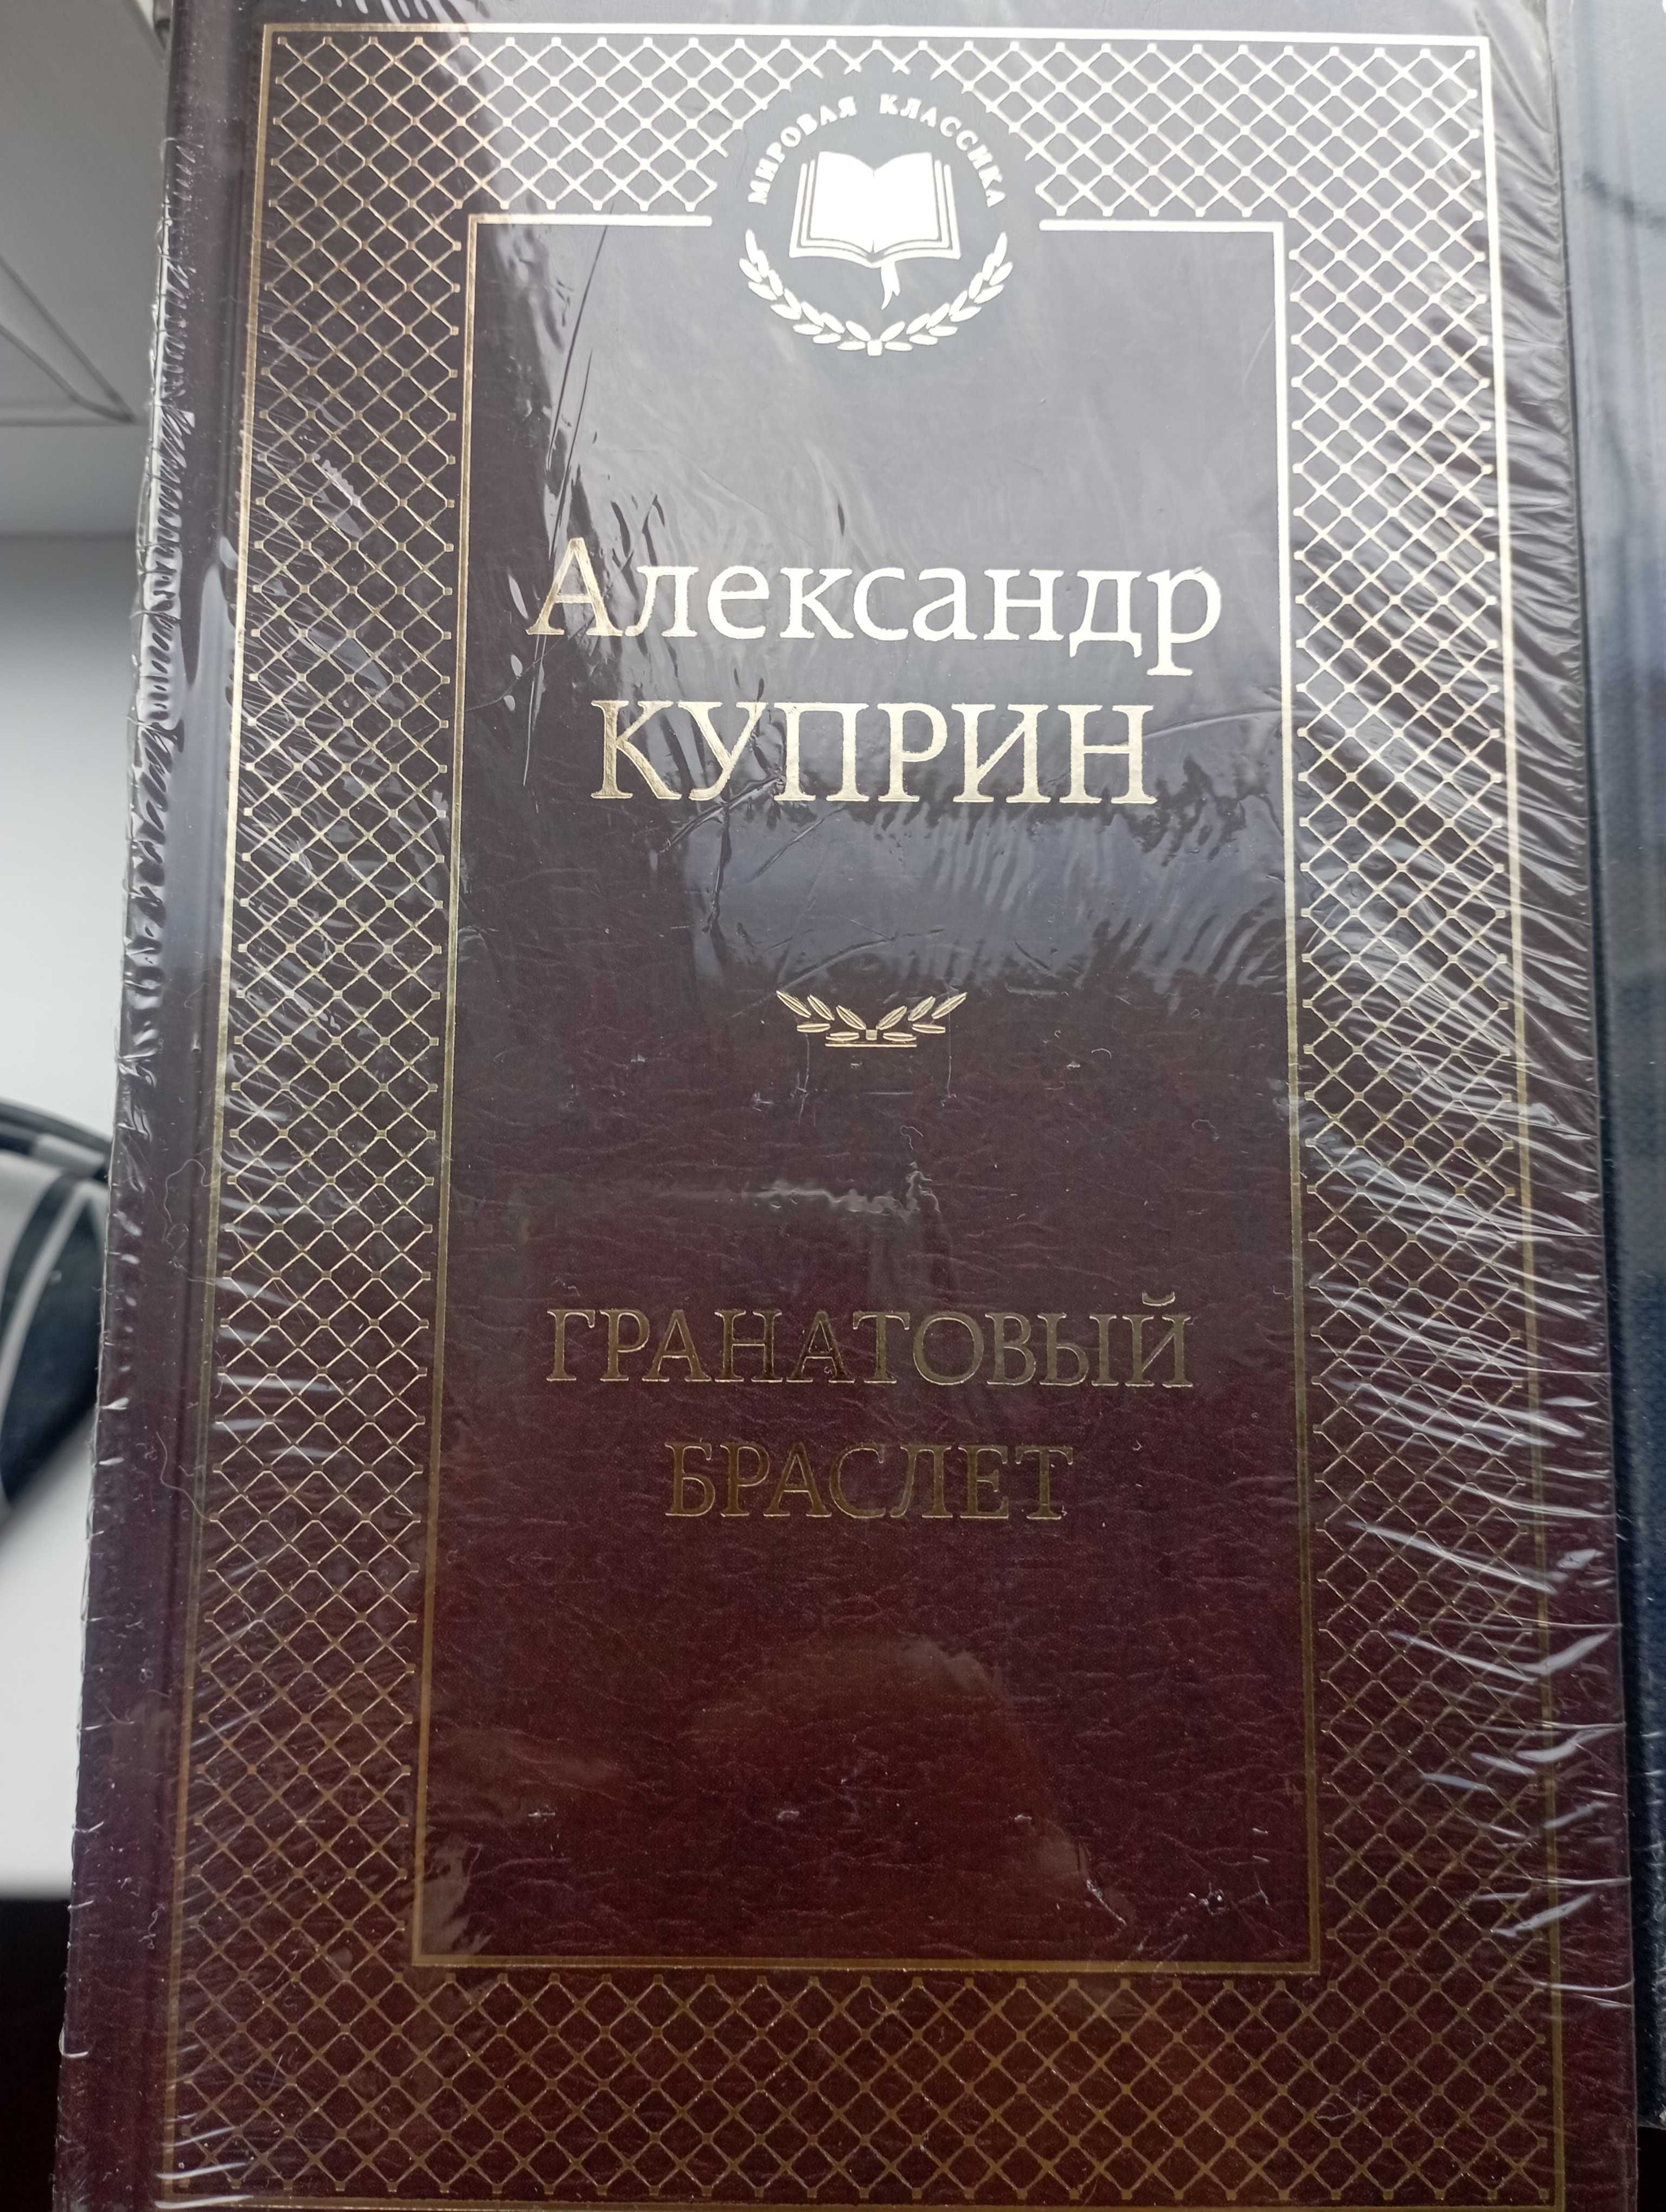 МИРОВАЯ КЛАССИКА
Александр
КУПРИН
ГРАНАТОВЫЙ
БРАСЛЕТ